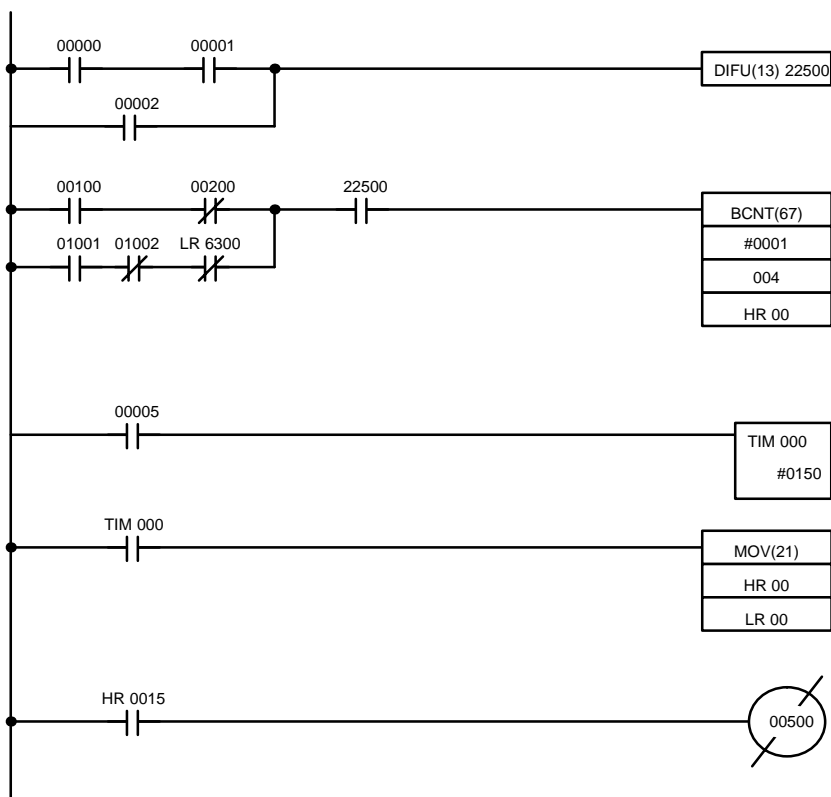 00000 00001
DIFU(13) 22500
00002
00100 00200 22500
BCNT(67)
01001 01002 LR 6300
#0001
004
HR 00
00005
TIM 000
#0150
TIM 000
MOV(21)
HR 00
LR 00
HR 0015
00500